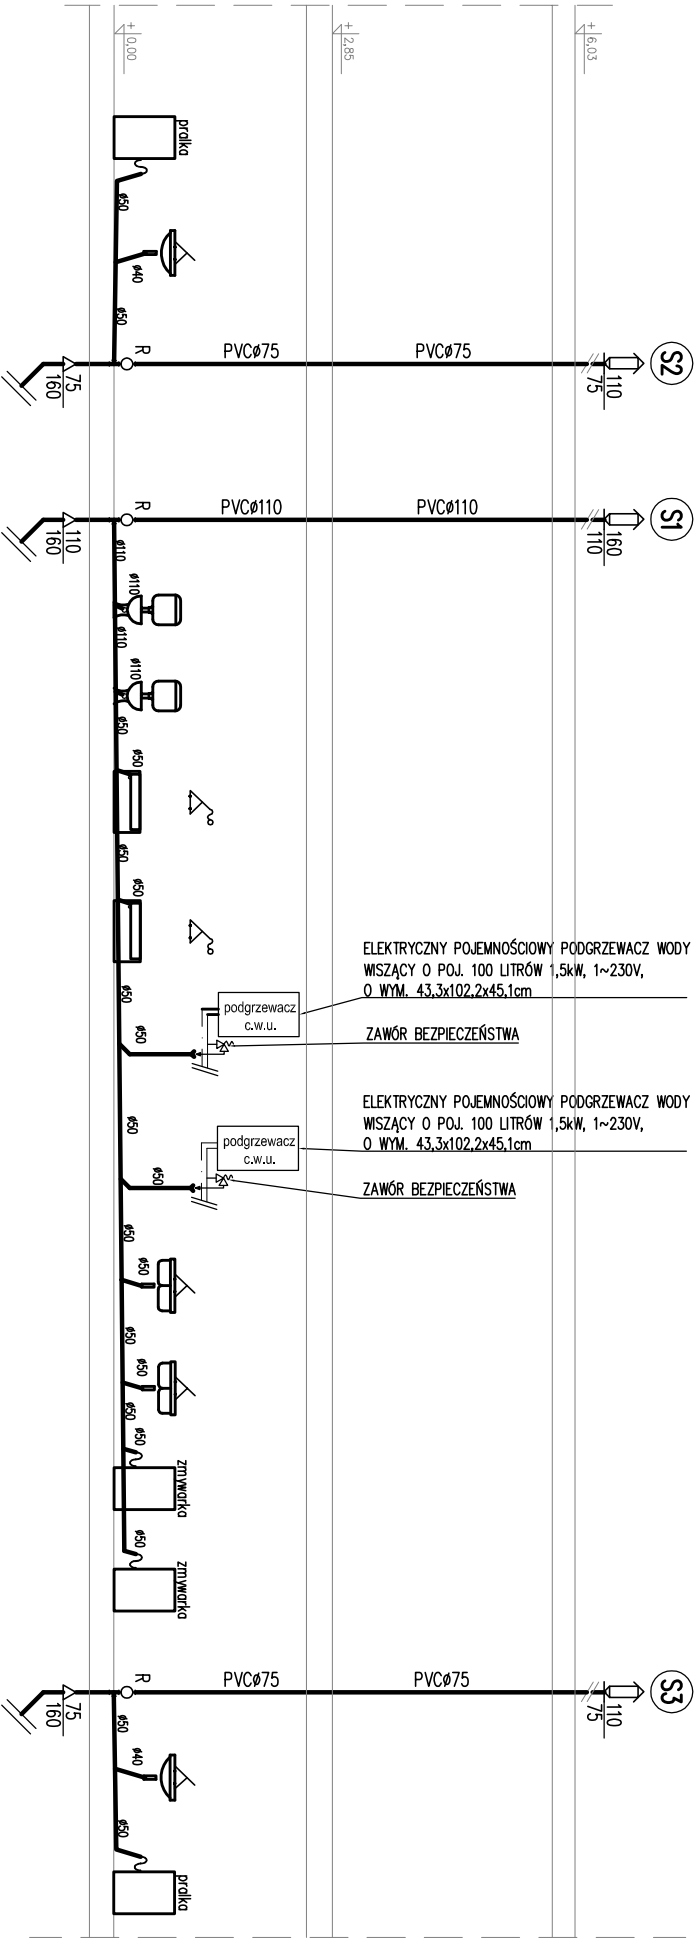 + 6,03
+ 2,85
+ 0,00
pralka
ø50
ø40
ø50
S2
110
75
PVCø75
PVCø75
R
75
160
S1
160
110
PVCø110
PVCø110
R
110
160
ø110
ø110
ø110
ø110
ø50
ø50
ø50
ø50
ø50
ELEKTRYCZNY POJEMNOŚCIOWY PODGRZEWACZ WODY
WISZĄCY O POJ. 100 LITRÓW 1,5kW, 1~230V,
O WYM. 43,3x102,2x45,1cm
podgrzewacz
c.w.u.
ZAWÓR BEZPIECZEŃSTWA
ø50
ø50
ELEKTRYCZNY POJEMNOŚCIOWY PODGRZEWACZ WODY
WISZĄCY O POJ. 100 LITRÓW 1,5kW, 1~230V,
O WYM. 43,3x102,2x45,1cm
podgrzewacz
c.w.u.
ZAWÓR BEZPIECZEŃSTWA
ø50
ø50
ø50
ø50
ø50
ø50
ø50
zmywarka
ø50
zmywarka
S3
110
75
PVCø75
PVCø75
R
75
160
ø50
ø40
ø50
pralka